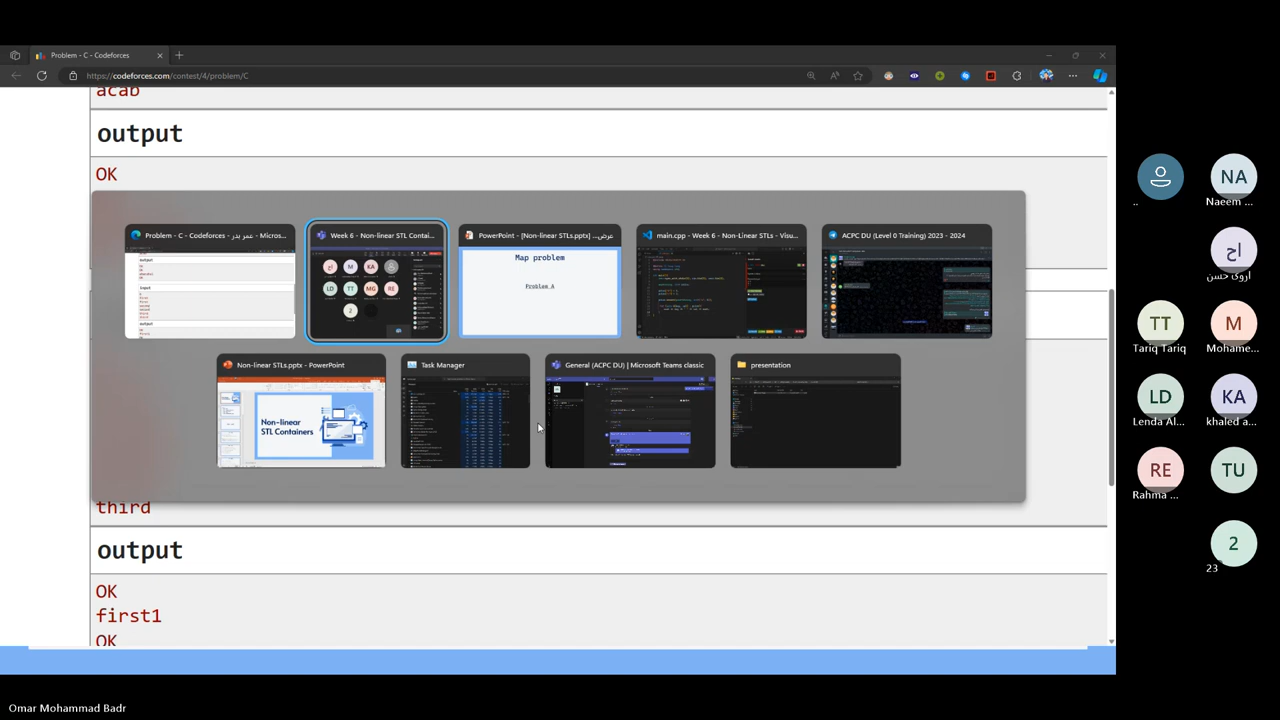 Problem - C - Codeforces
https://codeforces.com/contest/4/problem/C
acab
output
OK
Problem - C - Codeforces - عمر بدر - Micros...
Week 6 - Non-linear STL Contai...
PowerPoint - [Non-linear STLs.pptx] عرض...
main.cpp - Week 6 - Non-Linear STLs - Visu...
ACPC DU (Level 0 Training) 2023 - 2024
output
input
output
Map problem
Problem A
Non-linear STLs.pptx - PowerPoint
Task Manager
General (ACPC DU) | Microsoft Teams classic
presentation
Non-linear
STL Containers
third
output
OK
first1
OK
..
NA
Naeem ...
اح
أروى حسن
TT
Tariq Tariq
M
Mohame...
LD
Lenda Al...
KA
khaled a...
RE
Rahma ...
TU
2
23
Omar Mohammad Badr